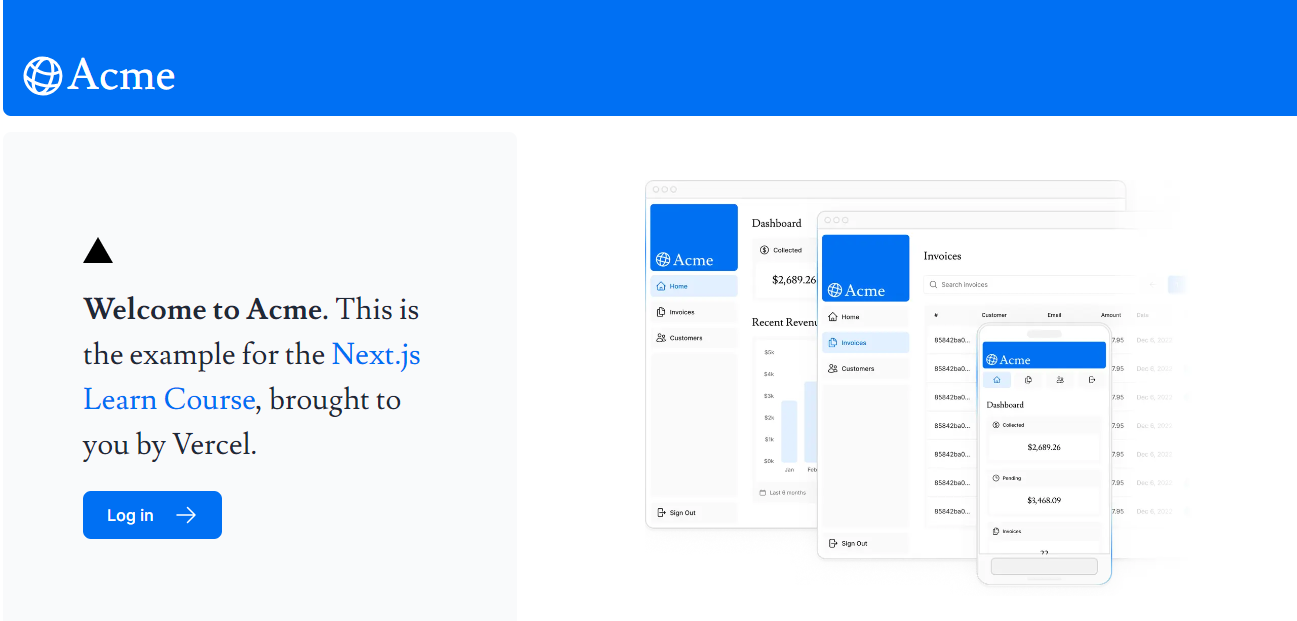 Acme
Welcome to Acme. This is
the example for the Next.js
Learn Course, brought to
you by Vercel.
Log in
Acme
Home
Invoices
Customers
Sign Out
Dashboard
Collected
$2,689.26
Recent Revenu
$5k
$4k
$3k
$2k
$1k
$0k
Jan Feb
Last 6 months
Acme
Home
Invoices
Customers
Sign Out
Invoices
Search invoices
# Customer Email Amount Date
85842ba0... 7.95 Dec 6, 2022
85842ba0... 7.95 Dec 6, 2022
85842ba0... 7.95 Dec 6, 2022
85842ba0... 7.95 Dec 6, 2022
85842ba0... 7.95 Dec 6, 2022
85842ba0... 7.95 Dec 6, 2022
85842ba0... 7.95 Dec 6, 2022
Acme
Dashboard
Collected
$2,689.26
Pending
$3,468.09
Invoices
22